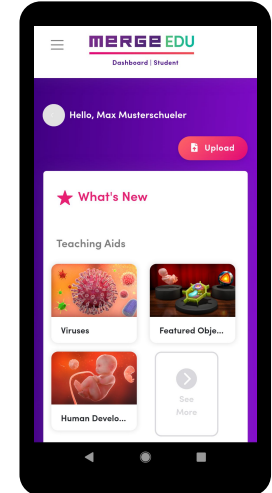 MERGE EDU
Dashboard | Student
Hello, Max Musterschueler
Upload
What's New
Teaching Aids
Viruses
Featured Obje...
Human Develo...
See
More